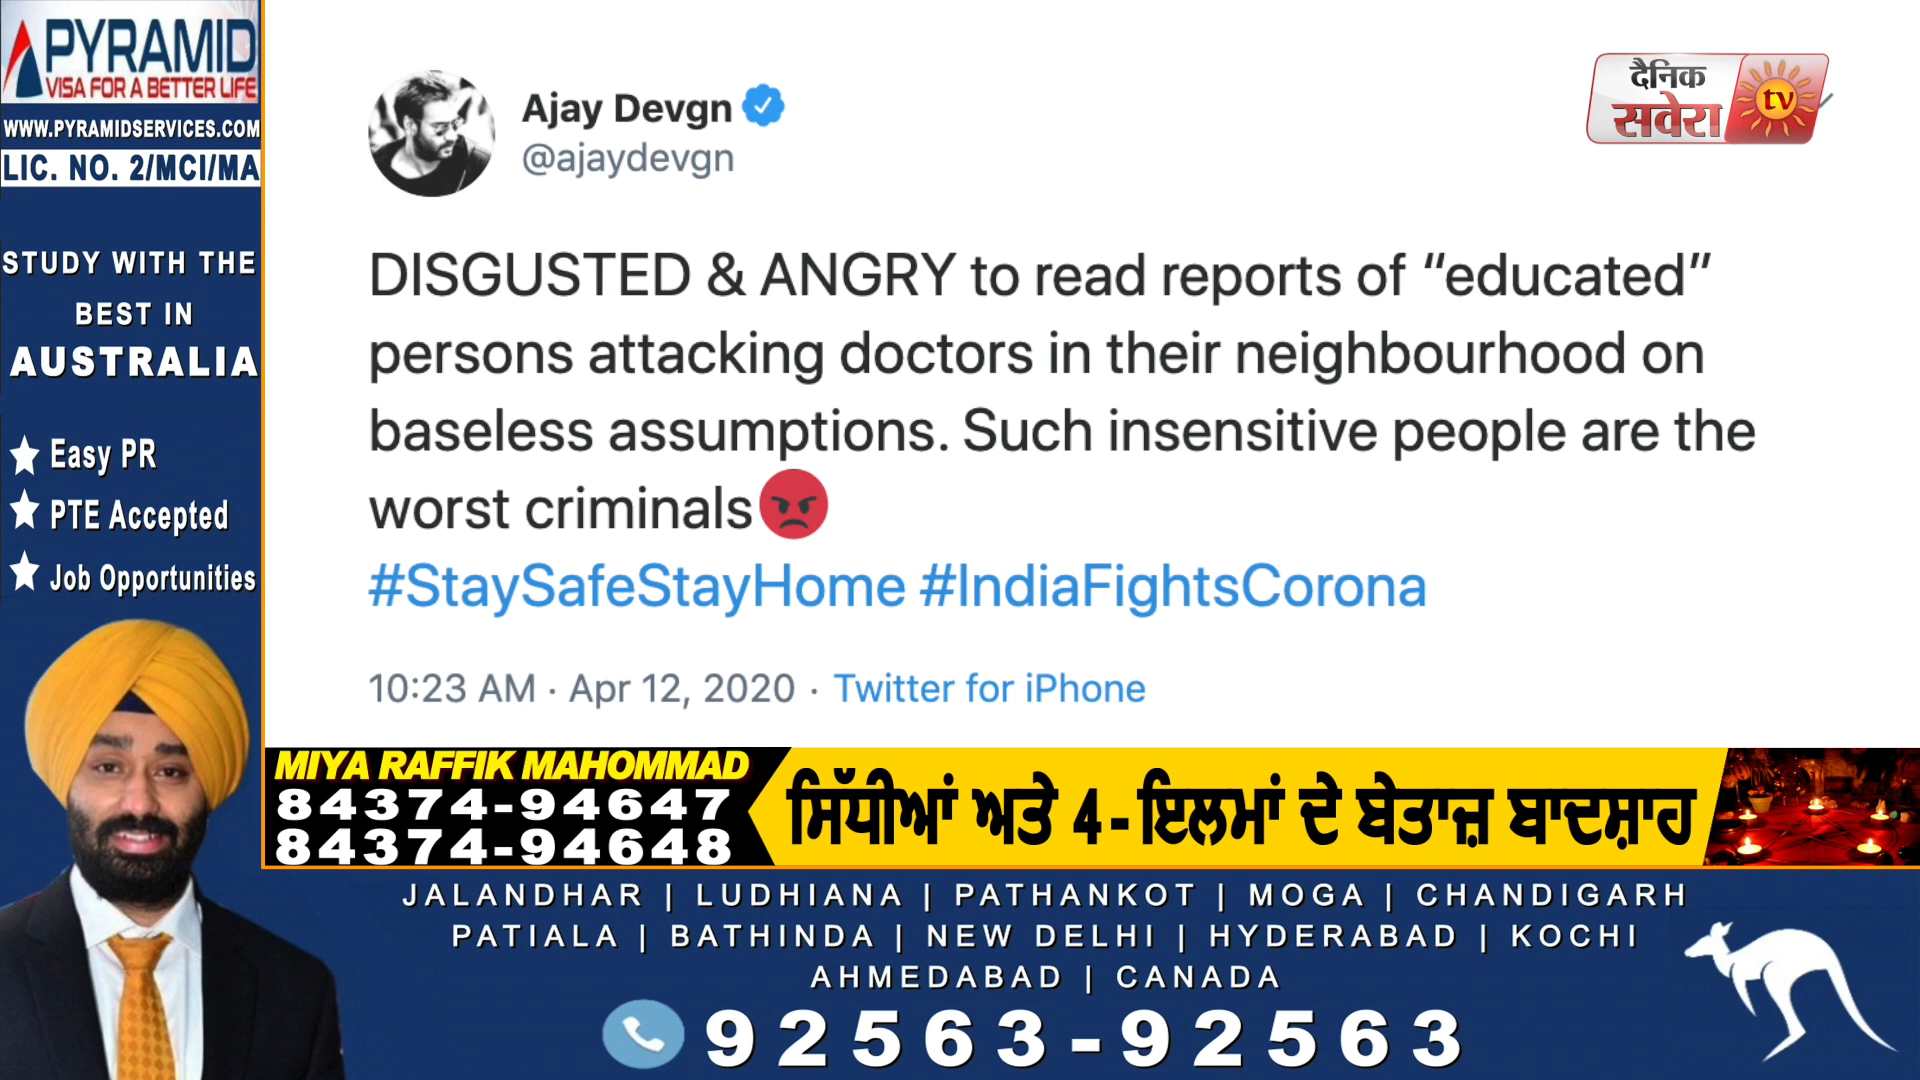 PYRAMID
VISA FOR A BETTER LIFE
WWW.PYRAMIDSERVICES.COM
LIC. NO. 2/MCI/MA
STUDY WITH THE
BEST IN
AUSTRALIA
Easy PR
PTE Accepted
Job Opportunities
दैनिक
सवेरा
tv
Ajay Devgn
@ajaydevgn
DISGUSTED & ANGRY to read reports of “educated”
persons attacking doctors in their neighbourhood on
baseless assumptions. Such insensitive people are the
worst criminals😡
#StaySafeStayHome #IndiaFightsCorona
10:23 AM · Apr 12, 2020 · Twitter for iPhone
MIYA RAFFIK MAHOMMAD
84374-94647
84374-94648
ਸਿੱਧੀਆਂ ਅਤੇ 4-ਇਲਮਾਂ ਦੇ ਬੇਤਾਜ਼ ਬਾਦਸ਼ਾਹ
JALANDHAR | LUDHIANA | PATHANKOT | MOGA | CHANDIGARH
PATIALA | BATHINDA | NEW DELHI | HYDERABAD | KOCHI
AHMEDABAD | CANADA
92563-92563